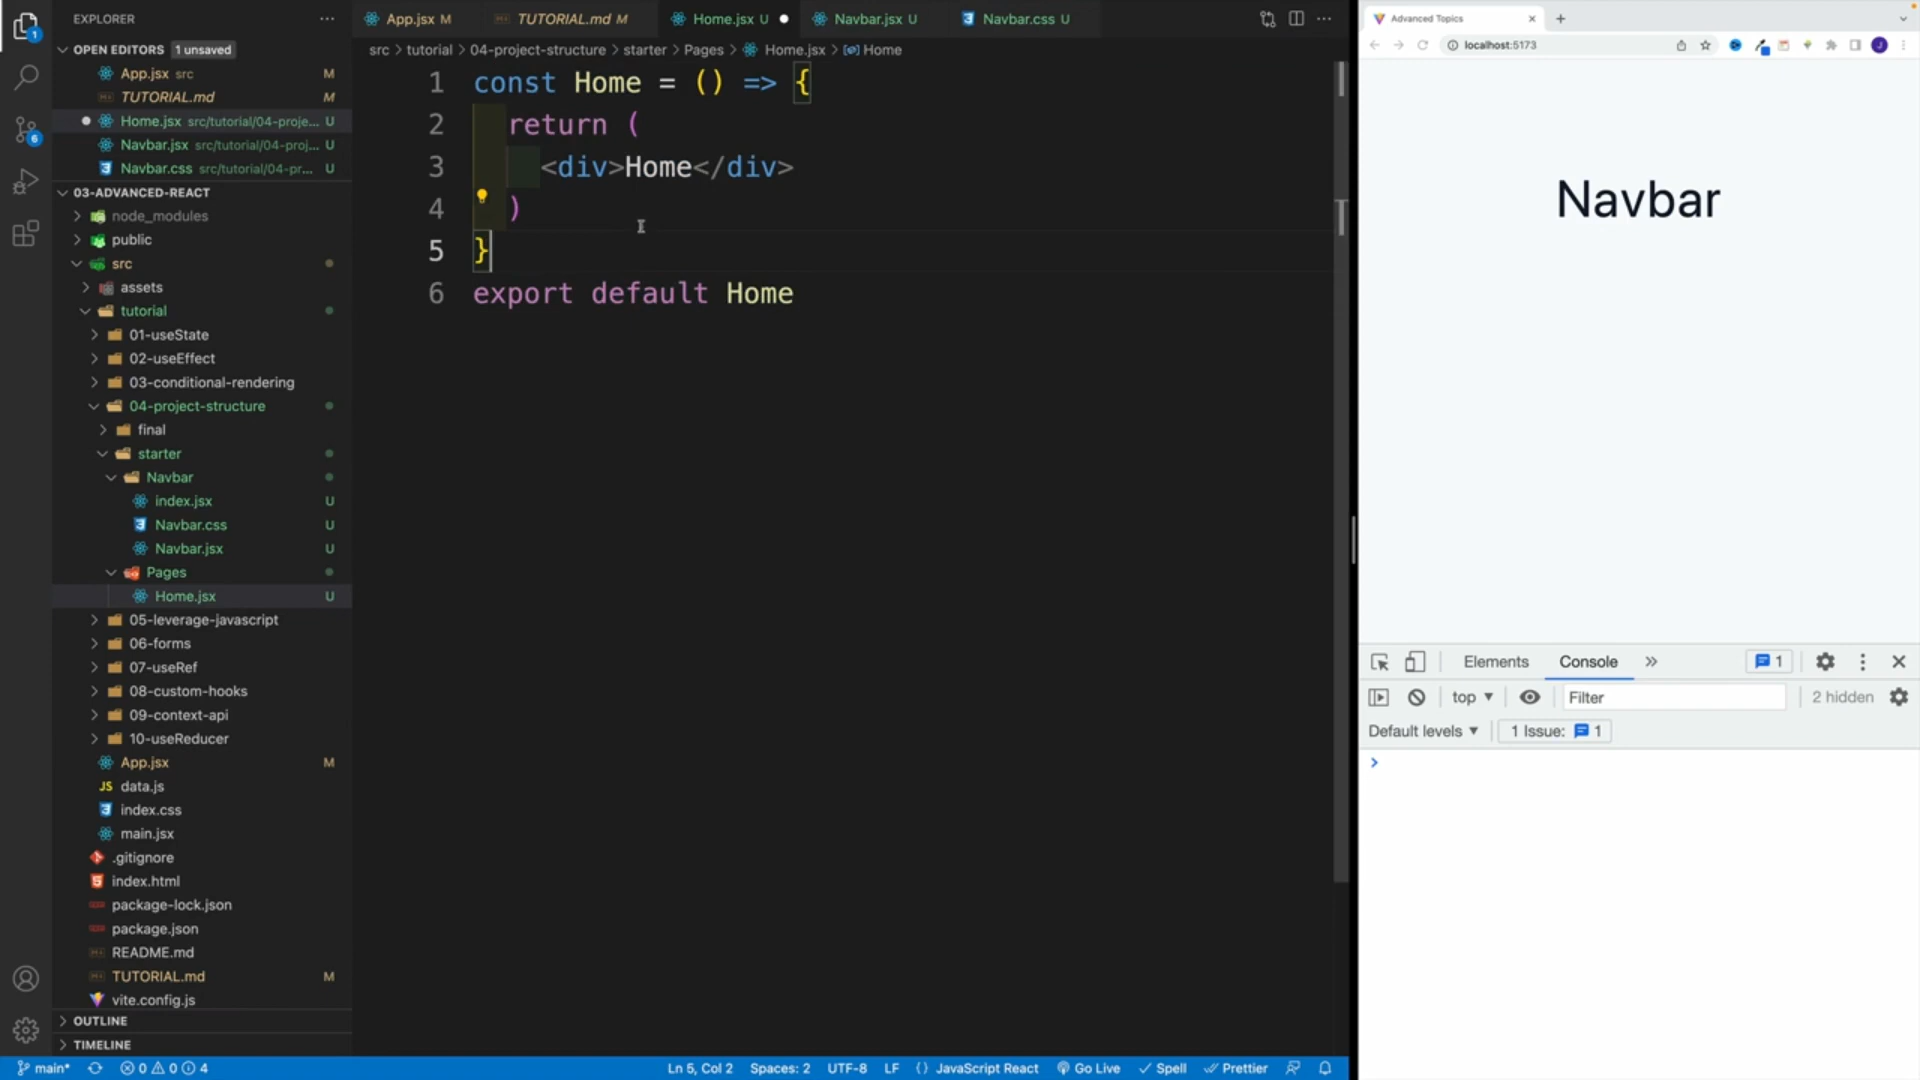 EXPLORER
OPEN EDITORS 1 unsaved
App.jsx src M
TUTORIAL.md M
Home.jsx src/tutorial/04-proje... U
Navbar.jsx src/tutorial/04-proj... U
Navbar.css src/tutorial/04-pr... U
03-ADVANCED-REACT
node_modules
public
src
assets
tutorial
01-useState
02-useEffect
03-conditional-rendering
04-project-structure
final
starter
Navbar
index.jsx U
Navbar.css U
Navbar.jsx U
Pages
Home.jsx U
05-leverage-javascript
06-forms
07-useRef
08-custom-hooks
09-context-api
10-useReducer
App.jsx M
data.js
index.css
main.jsx
.gitignore
index.html
package-lock.json
package.json
README.md
TUTORIAL.md M
vite.config.js
OUTLINE
TIMELINE
App.jsx M TUTORIAL.md M Home.jsx U Navbar.jsx U Navbar.css U
src > tutorial > 04-project-structure > starter > Pages > Home.jsx > Home
1 const Home = () => {
2 return (
3 <div>Home</div>
4 )
5 }
6 export default Home
main* 0 0 4 Ln 5, Col 2 Spaces: 2 UTF-8 LF {} JavaScript React Go Live Spell Prettier
Advanced Topics
localhost:5173
Navbar
Elements Console 1
top Filter 2 hidden
Default levels 1 Issue: 1